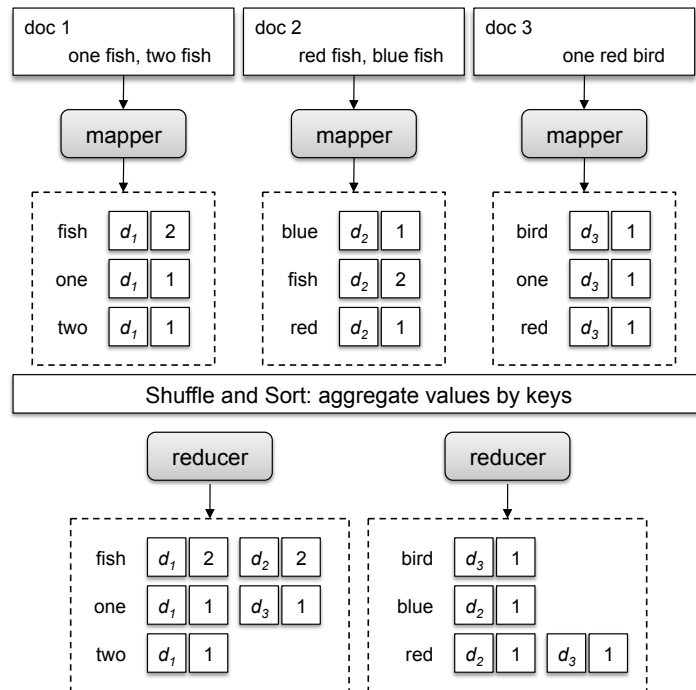 doc 1
one fish, two fish
doc 2
red fish, blue fish
doc 3
one red bird
mapper
mapper
mapper
fish d1 2
one d1 1
two d1 1
blue d2 1
fish d2 2
red d2 1
bird d3 1
one d3 1
red d3 1
Shuffle and Sort: aggregate values by keys
reducer
reducer
fish d1 2 d2 2
one d1 1 d3 1
two d1 1
bird d3 1
blue d2 1
red d2 1 d3 1